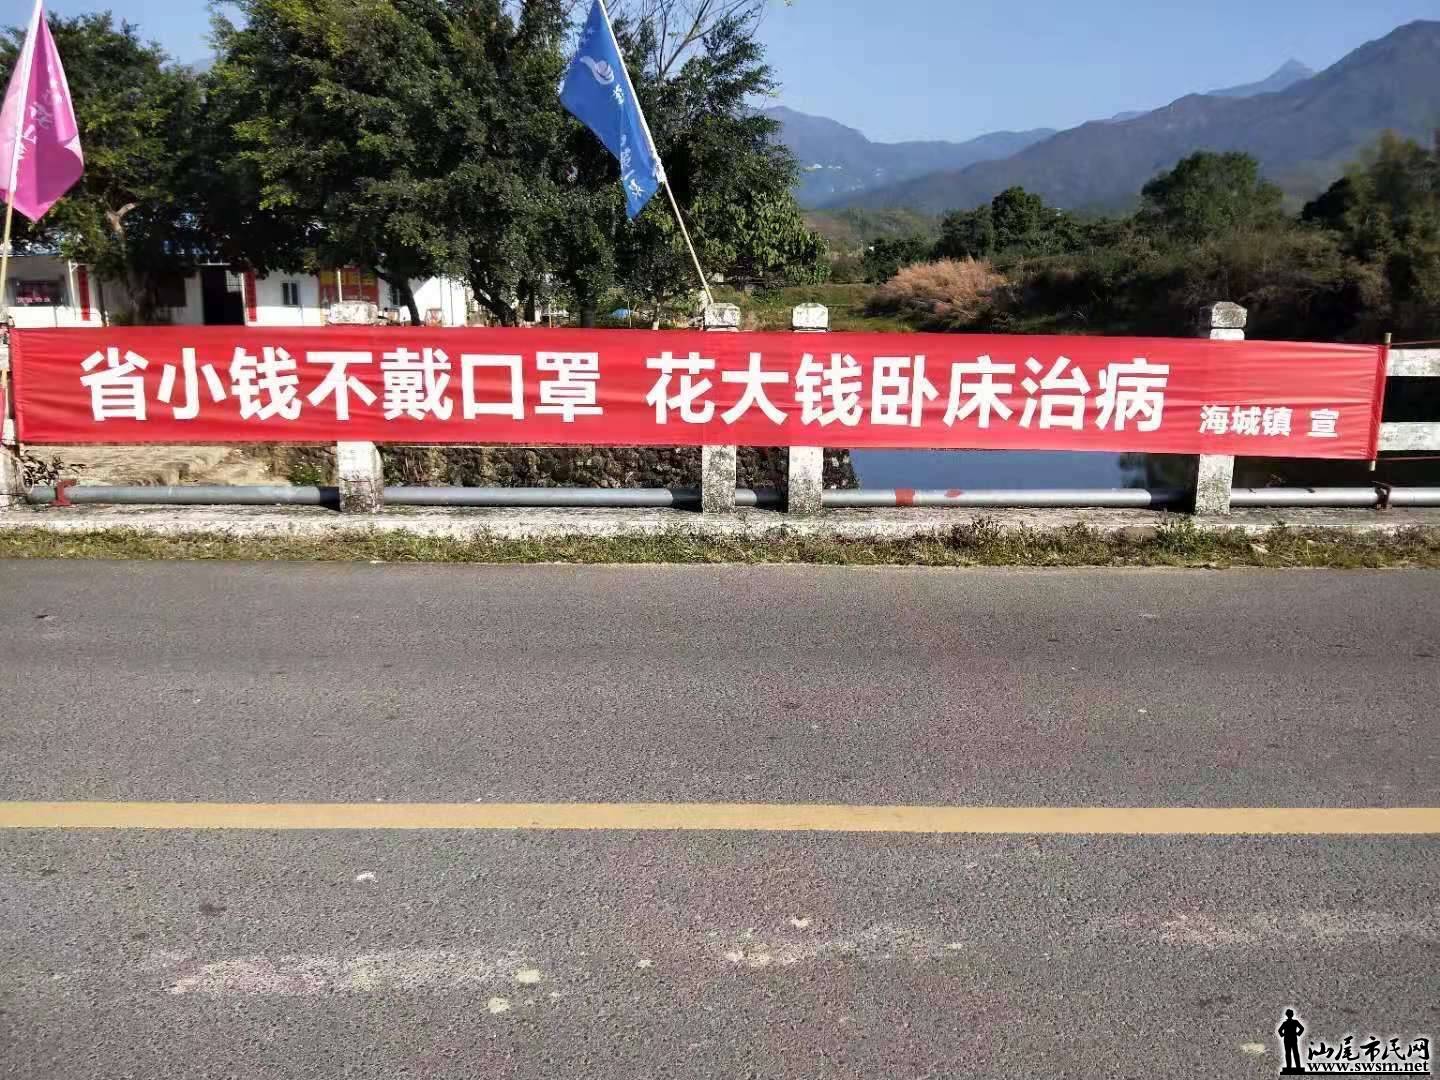 省小钱不戴口罩 花大钱卧床治病 海城镇 宣
汕尾市民网
www.swsm.net